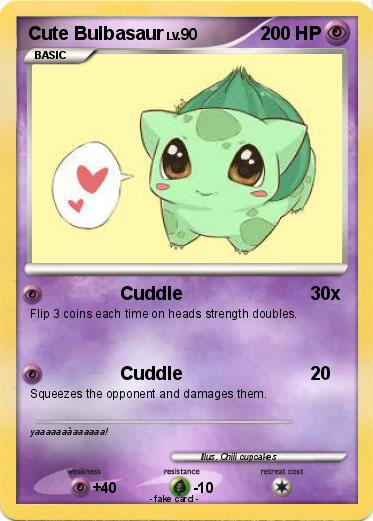 Cute Bulbasaur LV.90 200 HP
BASIC
Cuddle 30x
Flip 3 coins each time on heads strength doubles.
Cuddle 20
Squeezes the opponent and damages them.
yaaaaaaàaaaaaa!
Illus. Chili cupcakes
weakness resistance retreat cost
+40 -10
- fake card -